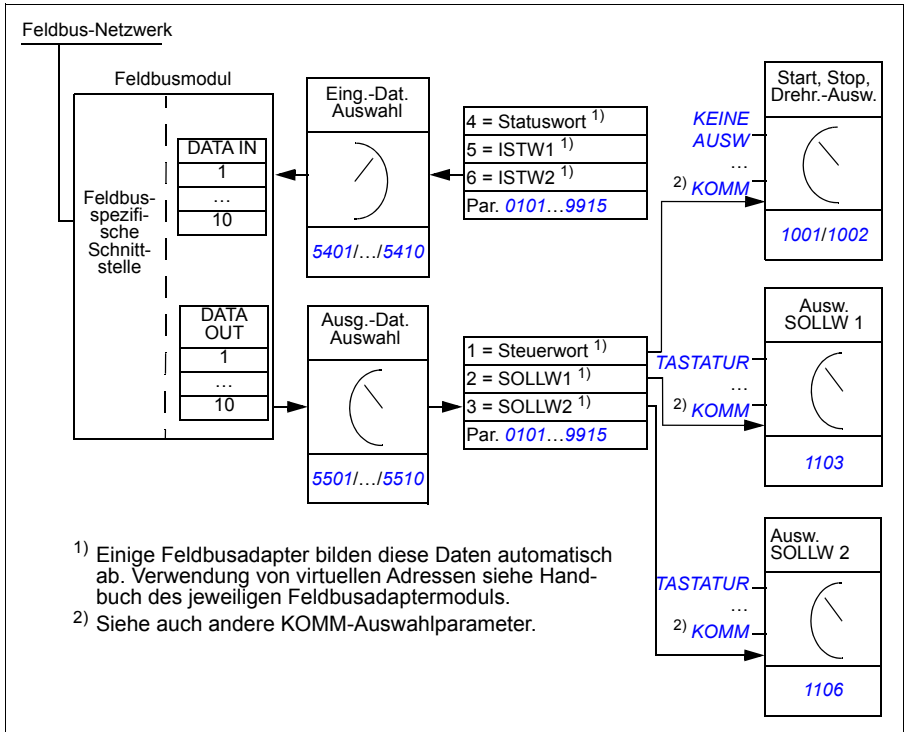 Feldbus-Netzwerk
Feldbusmodul
Feldbus-
spezifi-
sche
Schnitt-
stelle
DATA IN
1
…
10
DATA
OUT
1
…
10
Eing.-Dat.
Auswahl
5401/…/5410
Ausg.-Dat.
Auswahl
5501/…/5510
4 = Statuswort 1)
5 = ISTW1 1)
6 = ISTW2 1)
Par. 0101…9915
1 = Steuerwort 1)
2 = SOLLW1 1)
3 = SOLLW2 1)
Par. 0101…9915
KEINE
AUSW
…
2) KOMM
Start, Stop,
Drehr.-Ausw.
1001/1002
TASTATUR
…
2) KOMM
Ausw.
SOLLW 1
1103
TASTATUR
…
2) KOMM
Ausw.
SOLLW 2
1106
1) Einige Feldbusadapter bilden diese Daten automatisch
ab. Verwendung von virtuellen Adressen siehe Hand-
buch des jeweiligen Feldbusadaptermoduls.
2) Siehe auch andere KOMM-Auswahlparameter.